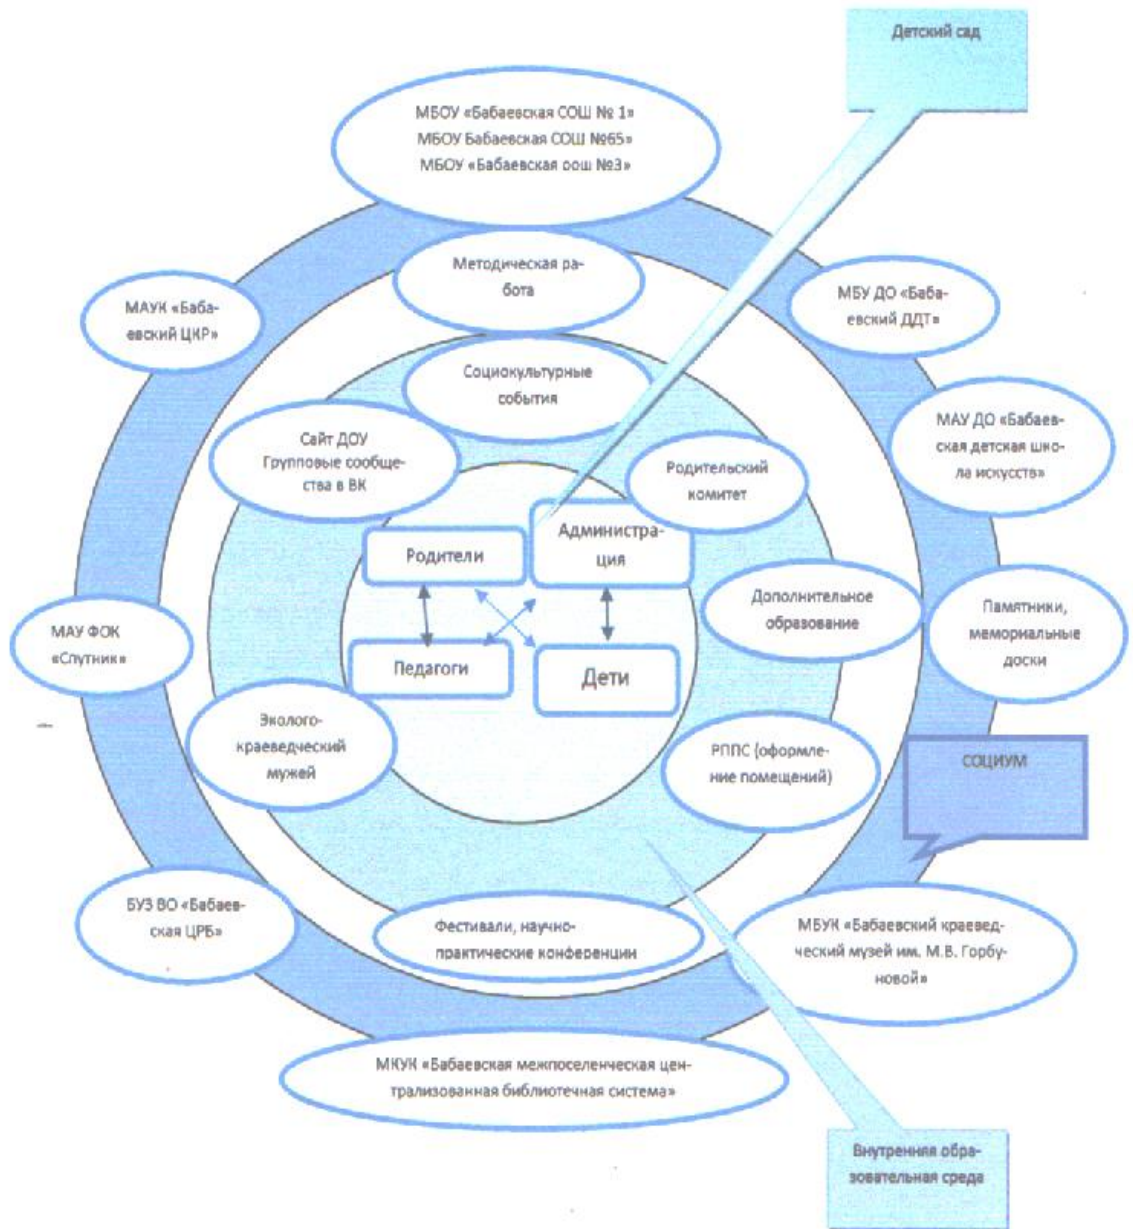 Детский сад
МБОУ «Бабаевская СОШ № 1»
МБОУ Бабаевская СОШ №65»
МБОУ «Бабаевская оош №3»
Методическая ра-
бота
МАУК «Баба-
евский ЦКР»
МБУ ДО «Баба-
евский ДДТ»
Социокультурные
события
МАУ ДО «Бабаев-
ская детская шко-
ла искусств»
Сайт ДОУ
Групповые сообще-
ства в ВК
Родительский
комитет
Родители
Администра-
ция
Дополнительное
образование
Памятники,
мемориальные
доски
МАУ ФОК
«Спутник»
Педагоги
Дети
Эколого-
краеведческий
мужей
РППС (оформле-
ние помещений)
СОЦИУМ
БУЗ ВО «Бабаев-
ская ЦРБ»
Фестивали, научно-
практические конференции
МБУК «Бабаевский краевед-
ческий музей им. М.В. Горбу-
новой»
МКУК «Бабаевская межпоселенческая цен-
трализованная библиотечная система»
Внутренняя обра-
зовательная среда